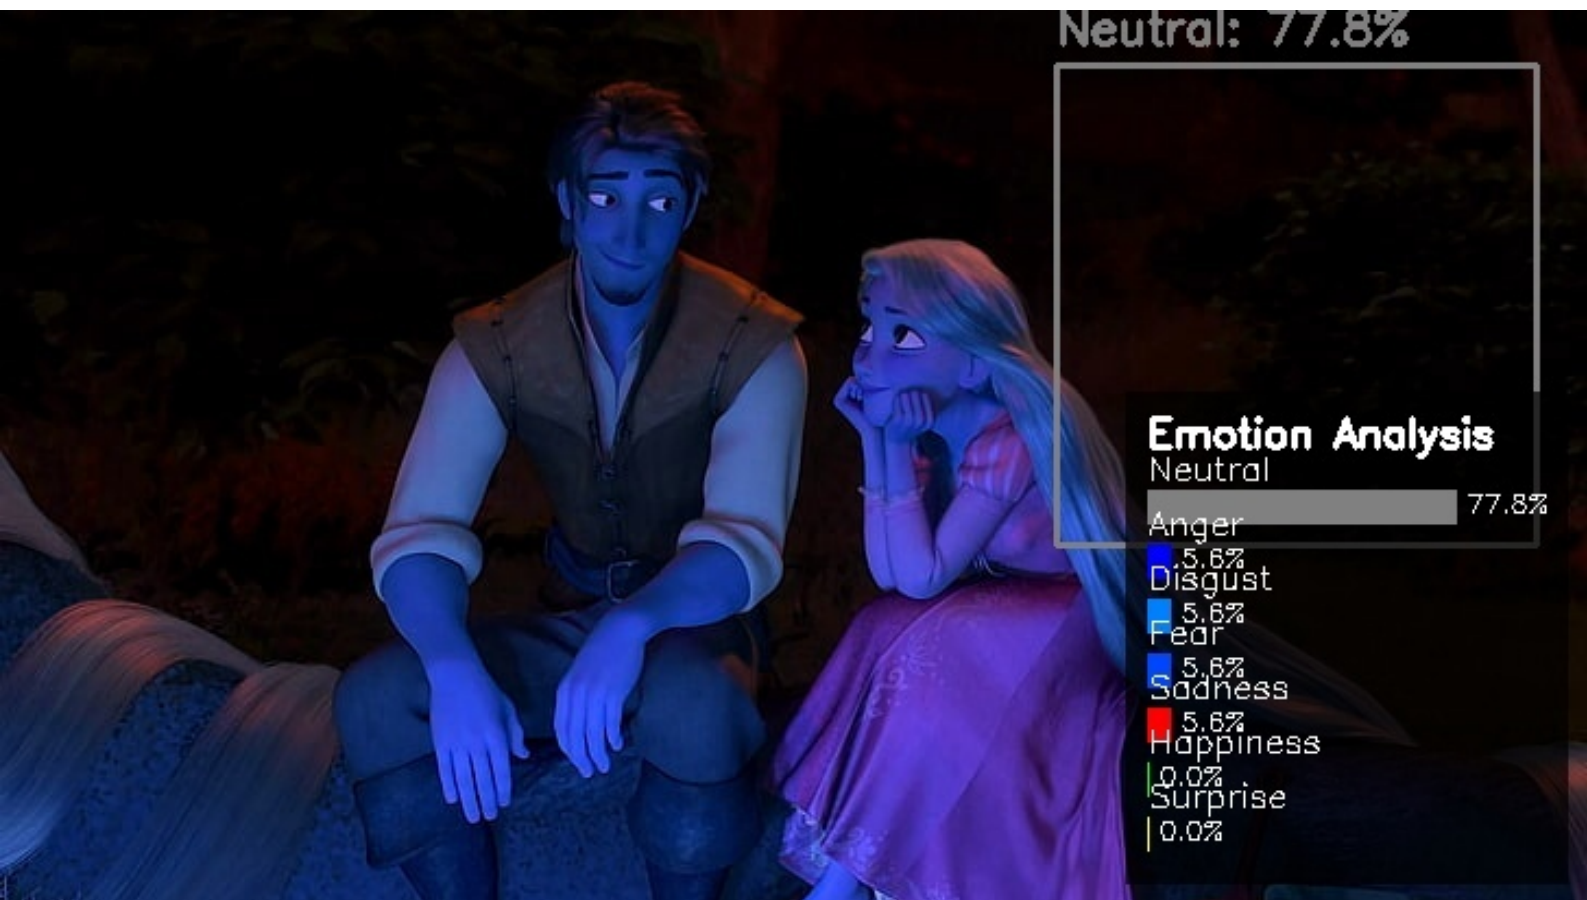 Neutral: 77.8%
Emotion Analysis
Neutral
77.8%
Anger
5.6%
Disgust
5.6%
Fear
5.6%
Sadness
5.6%
Happiness
0.0%
Surprise
0.0%